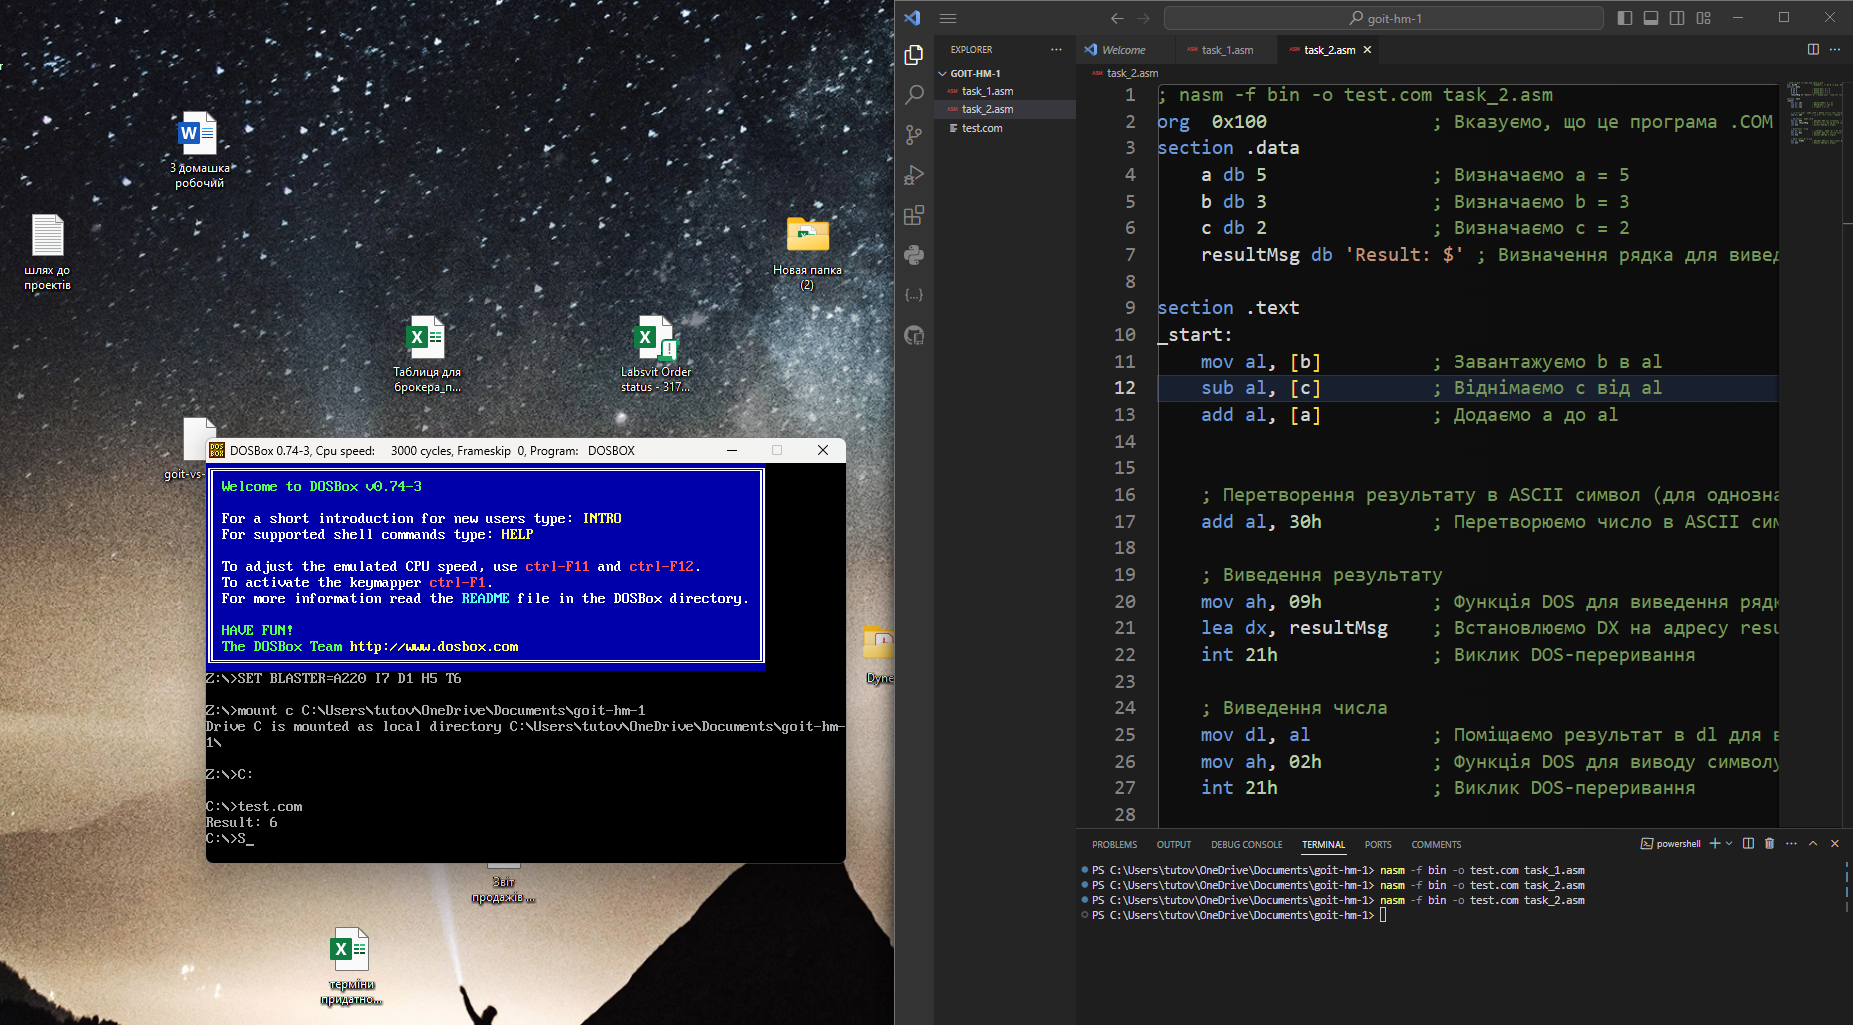 r
З домашка
робочий
шлях до
проектів
Новая папка
(2)
Таблиця для
брокера_п...
Labsvit Order
status - 317...
goit-vs-
Dyne
Звіт
продажів ...
терміни
придатно...
DOSBox 0.74-3, Cpu speed: 3000 cycles, Frameskip 0, Program: DOSBOX
Welcome to DOSBox v0.74-3
For a short introduction for new users type: INTRO
For supported shell commands type: HELP
To adjust the emulated CPU speed, use ctrl-F11 and ctrl-F12.
To activate the keymapper ctrl-F1.
For more information read the README file in the DOSBox directory.
HAVE FUN!
The DOSBox Team http://www.dosbox.com
Z:\>SET BLASTER=A220 I7 D1 H5 T6
Z:\>mount c C:\Users\tutov\OneDrive\Documents\goit-hm-1
Drive C is mounted as local directory C:\Users\tutov\OneDrive\Documents\goit-hm-
1\
Z:\>C:
C:\>test.com
Result: 6
C:\>S_
goit-hm-1
EXPLORER
GOIT-HM-1
task_1.asm
task_2.asm
test.com
Welcome
task_1.asm
task_2.asm
task_2.asm
1 ; nasm -f bin -o test.com task_2.asm
2 org 0x100 ; Вказуємо, що це програма .COM
3 section .data
4 a db 5 ; Визначаємо a = 5
5 b db 3 ; Визначаємо b = 3
6 c db 2 ; Визначаємо c = 2
7 resultMsg db 'Result: $' ; Визначення рядка для вивед
8
9 section .text
10 _start:
11 mov al, [b] ; Завантажуємо b в al
12 sub al, [c] ; Віднімаємо c від al
13 add al, [a] ; Додаємо a до al
14
15
16 ; Перетворення результату в ASCII символ (для однозна
17 add al, 30h ; Перетворюємо число в ASCII сим
18
19 ; Виведення результату
20 mov ah, 09h ; Функція DOS для виведення рядк
21 lea dx, resultMsg ; Встановлюємо DX на адресу resu
22 int 21h ; Виклик DOS-переривання
23
24 ; Виведення числа
25 mov dl, al ; Поміщаємо результат в dl для в
26 mov ah, 02h ; Функція DOS для виводу символу
27 int 21h ; Виклик DOS-переривання
28
PROBLEMS OUTPUT DEBUG CONSOLE TERMINAL PORTS COMMENTS
powershell
PS C:\Users\tutov\OneDrive\Documents\goit-hm-1> nasm -f bin -o test.com task_1.asm
PS C:\Users\tutov\OneDrive\Documents\goit-hm-1> nasm -f bin -o test.com task_2.asm
PS C:\Users\tutov\OneDrive\Documents\goit-hm-1> nasm -f bin -o test.com task_2.asm
PS C:\Users\tutov\OneDrive\Documents\goit-hm-1>